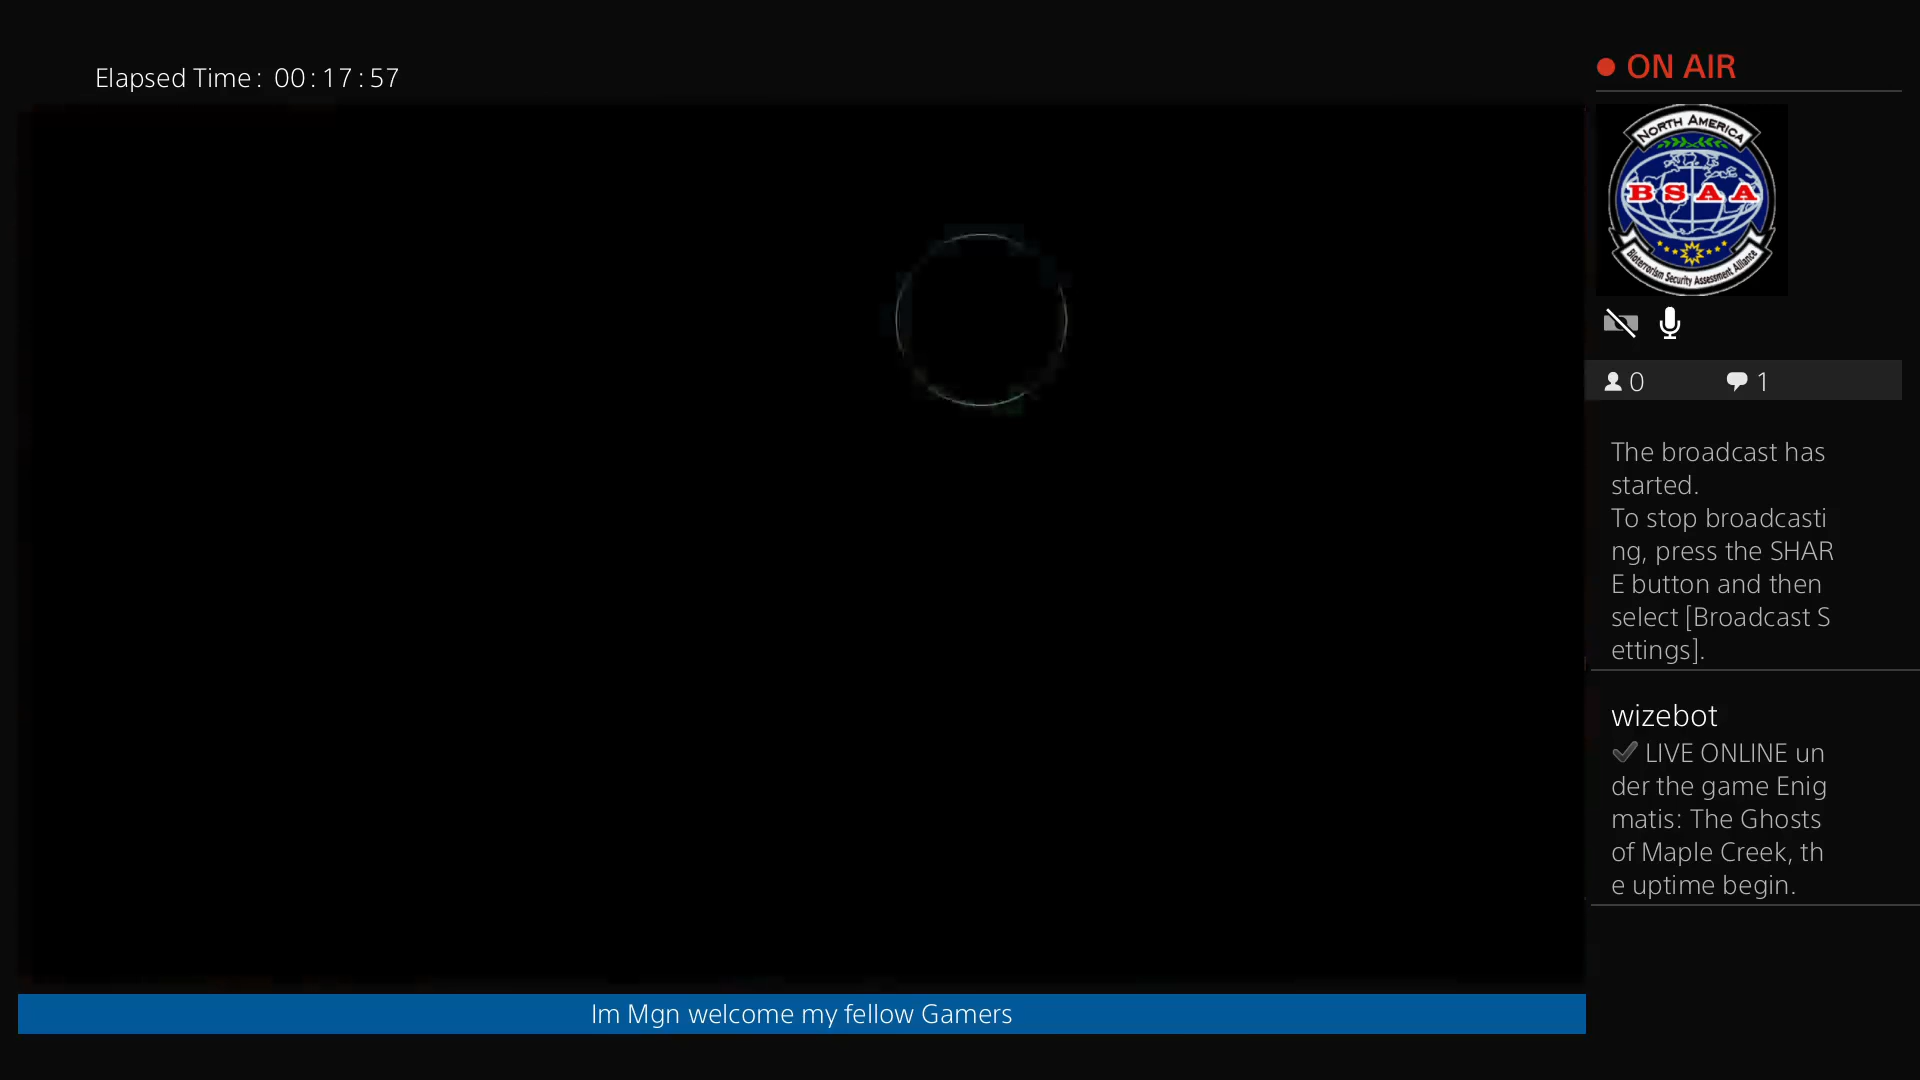 Elapsed Time: 00:17:57
ON AIR
NORTH AMERICA
BSAA
Bioterrorism Security Assessment Alliance
0 1
The broadcast has
started.
To stop broadcasti
ng, press the SHAR
E button and then
select [Broadcast S
ettings].
wizebot
✔ LIVE ONLINE un
der the game Enig
matis: The Ghosts
of Maple Creek, th
e uptime begin.
Im Mgn welcome my fellow Gamers